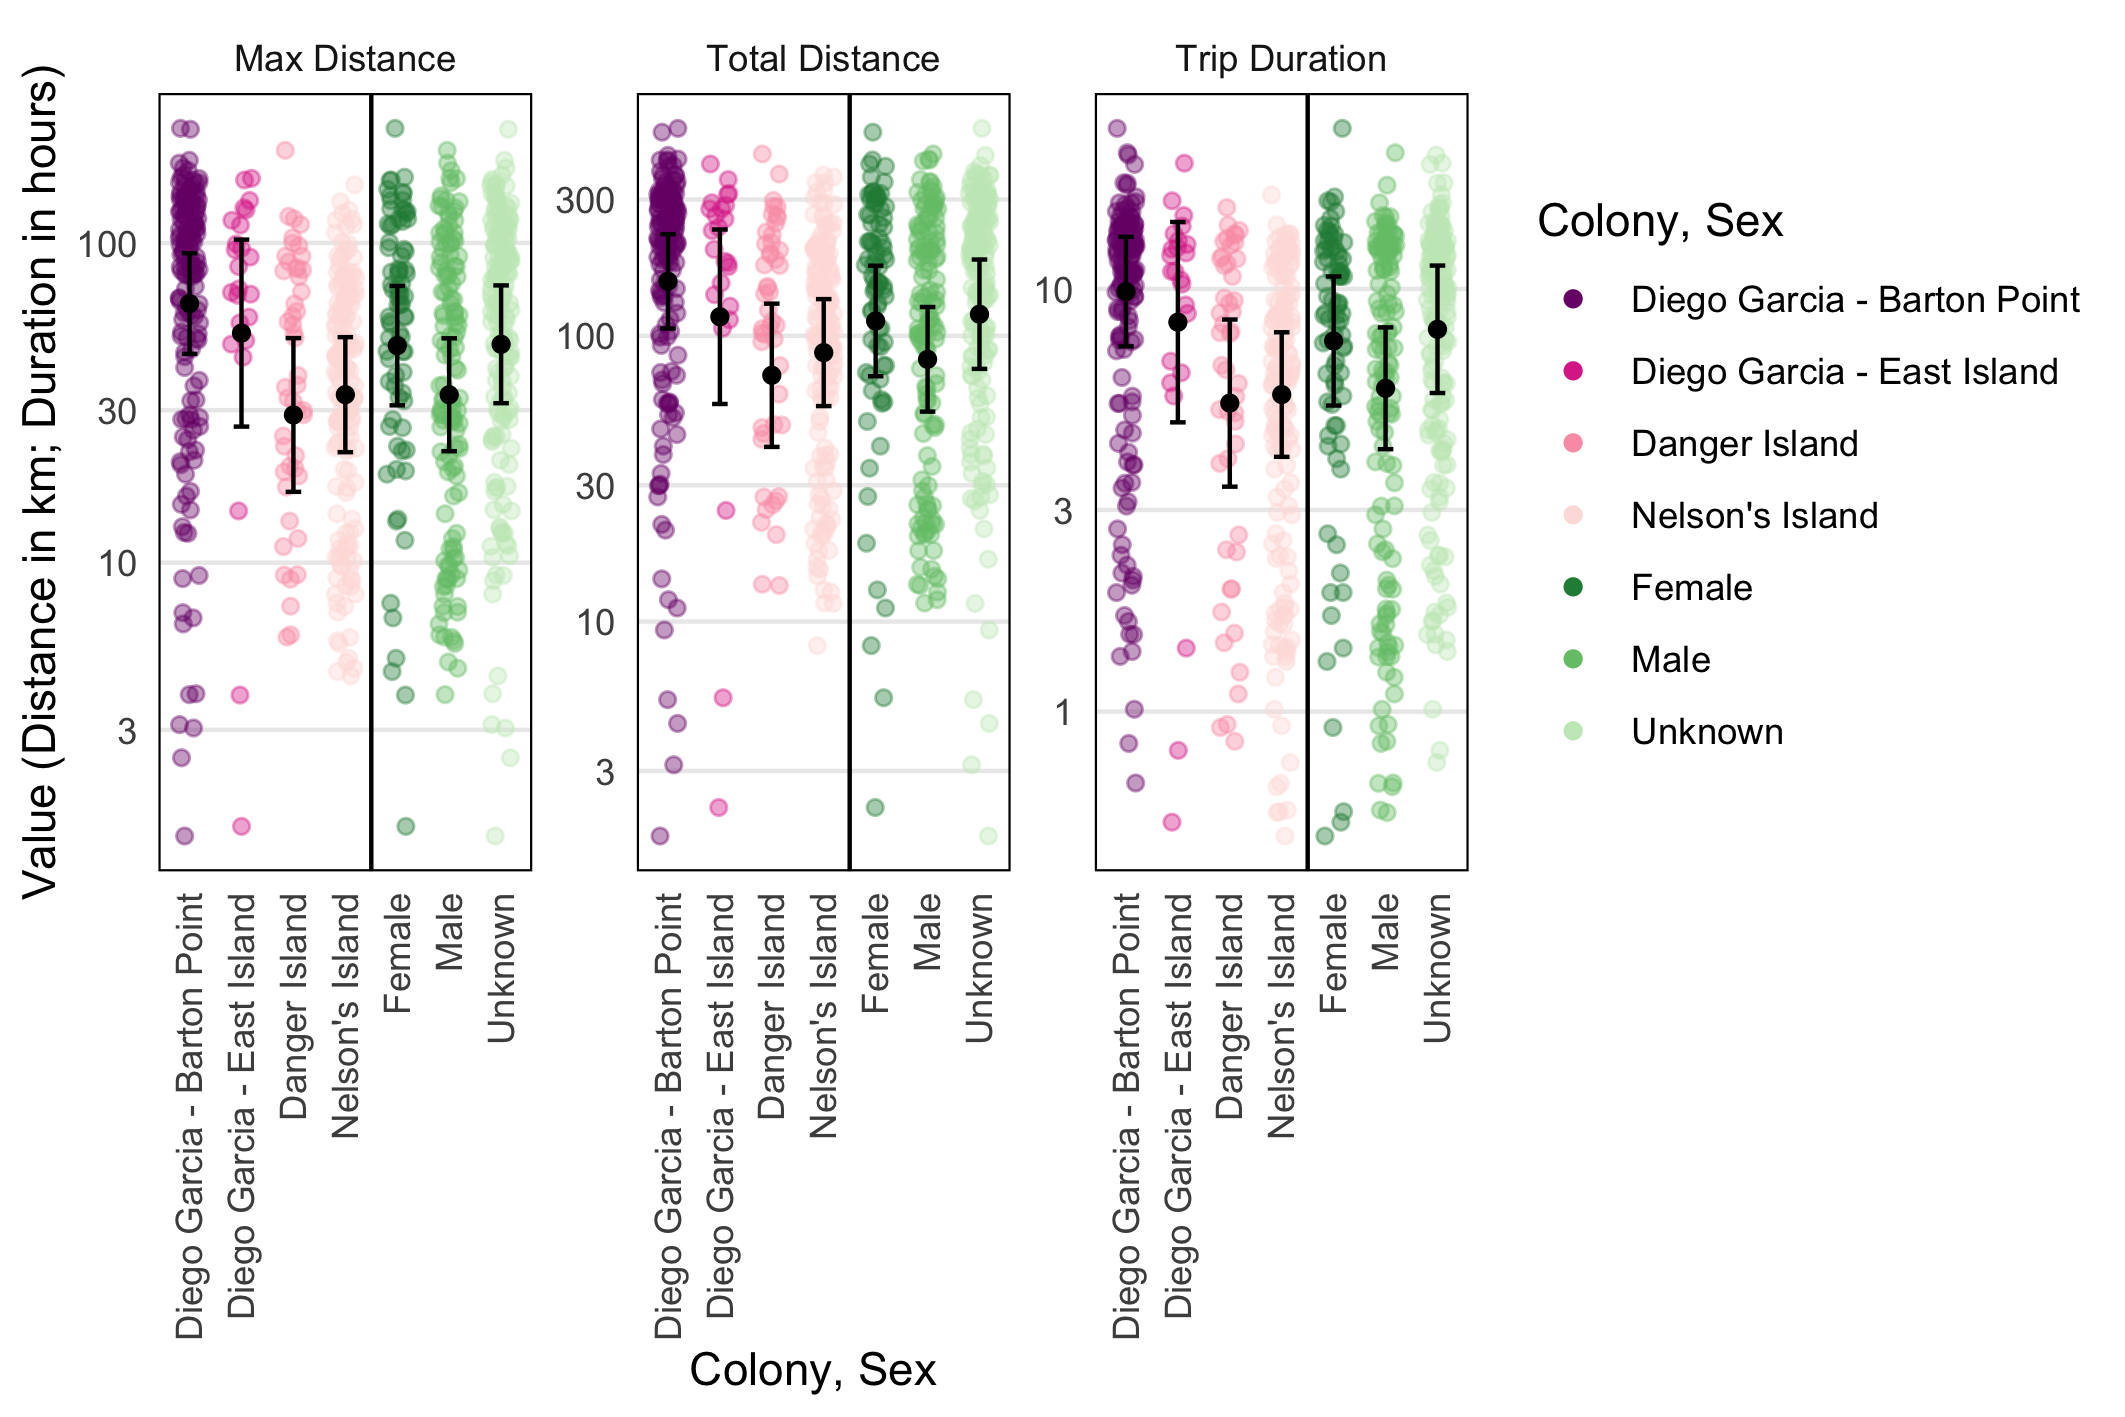 Max Distance
Total Distance
Trip Duration
Value (Distance in km; Duration in hours)
100
30
10
3
300
100
30
10
3
10
3
1
Diego Garcia - Barton Point
Diego Garcia - East Island
Danger Island
Nelson's Island
Female
Male
Unknown
Diego Garcia - Barton Point
Diego Garcia - East Island
Danger Island
Nelson's Island
Female
Male
Unknown
Diego Garcia - Barton Point
Diego Garcia - East Island
Danger Island
Nelson's Island
Female
Male
Unknown
Colony, Sex
Colony, Sex
Diego Garcia - Barton Point
Diego Garcia - East Island
Danger Island
Nelson's Island
Female
Male
Unknown